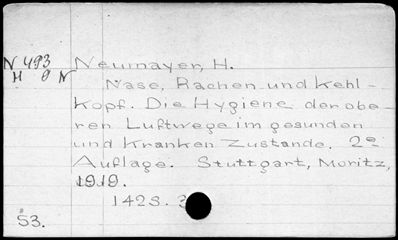 N 493 Neumayer, H.
H 9 N
Nase, Rachen und Kehl-
kopf. Die Hygiene der obe-
ren Luftwege im gesunden
und kranken Zustande. 2e
Auflage. Stuttgart, Moritz,
1919.
142 S.
53.